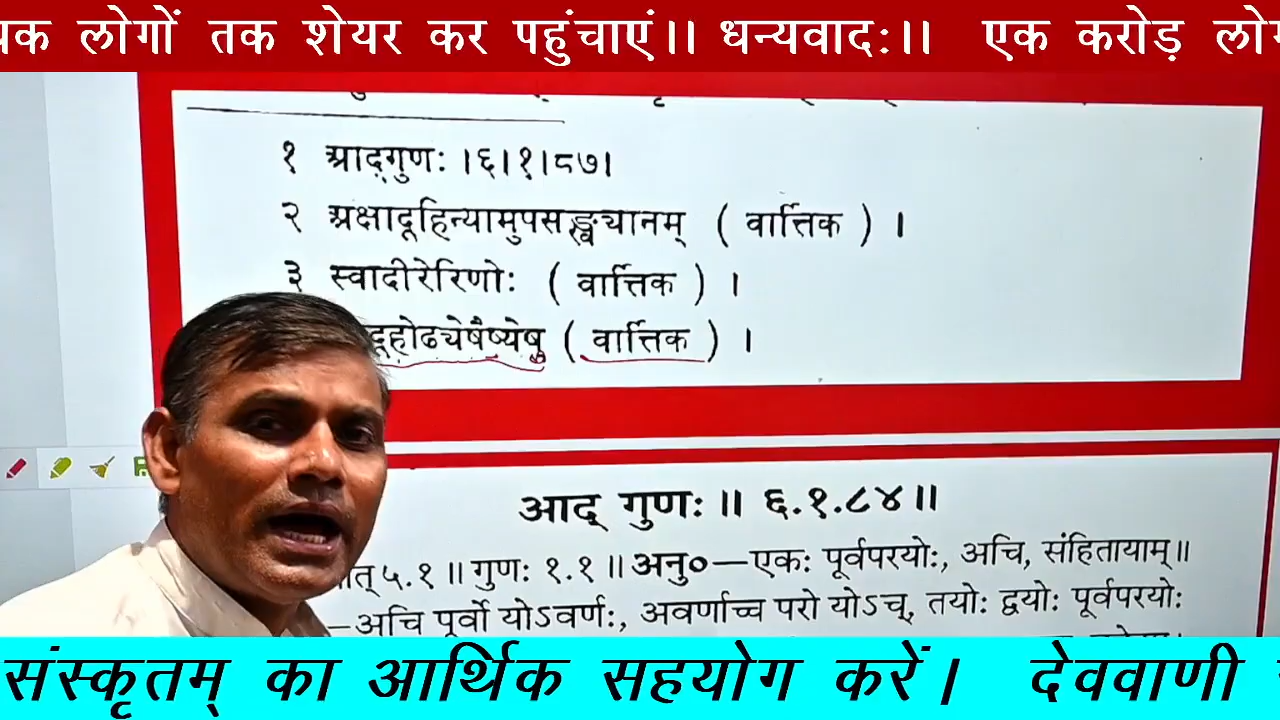 लोगों तक शेयर कर पहुंचाएं।। धन्यवादः।। एक करोड़
१ आद्गुणः ।६।१।८७।
२ अक्षादूहिन्यामुपसङ्ख्यानम् ( वार्त्तिक ) ।
३ स्वादीरेरिणोः ( वार्त्तिक ) ।
दूहोढ्येषैष्येषु ( वार्त्तिक ) ।
आद् गुणः॥ ६.१.८४॥
५.१॥ गुणः १.१॥ अनु०—एकः पूर्वपरयोः, अचि, संहितायाम्॥
—अचि पूर्वो योऽवर्णः, अवर्णाच्च परो योऽच्, तयोः द्वयोः पूर्वपरयोः
संस्कृतम् का आर्थिक सहयोग करें। देववाणी